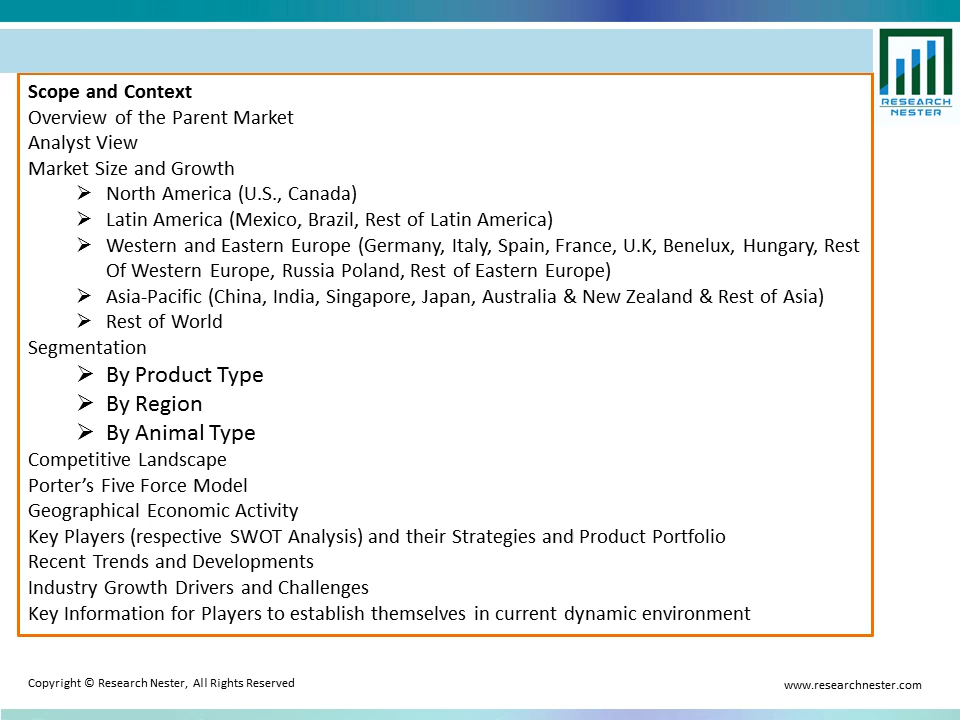 RESEARCH
NESTER
Scope and Context
Overview of the Parent Market
Analyst View
Market Size and Growth
➢ North America (U.S., Canada)
➢ Latin America (Mexico, Brazil, Rest of Latin America)
➢ Western and Eastern Europe (Germany, Italy, Spain, France, U.K, Benelux, Hungary, Rest
Of Western Europe, Russia Poland, Rest of Eastern Europe)
➢ Asia-Pacific (China, India, Singapore, Japan, Australia & New Zealand & Rest of Asia)
➢ Rest of World
Segmentation
➢ By Product Type
➢ By Region
➢ By Animal Type
Competitive Landscape
Porter’s Five Force Model
Geographical Economic Activity
Key Players (respective SWOT Analysis) and their Strategies and Product Portfolio
Recent Trends and Developments
Industry Growth Drivers and Challenges
Key Information for Players to establish themselves in current dynamic environment
Copyright © Research Nester, All Rights Reserved
www.researchnester.com